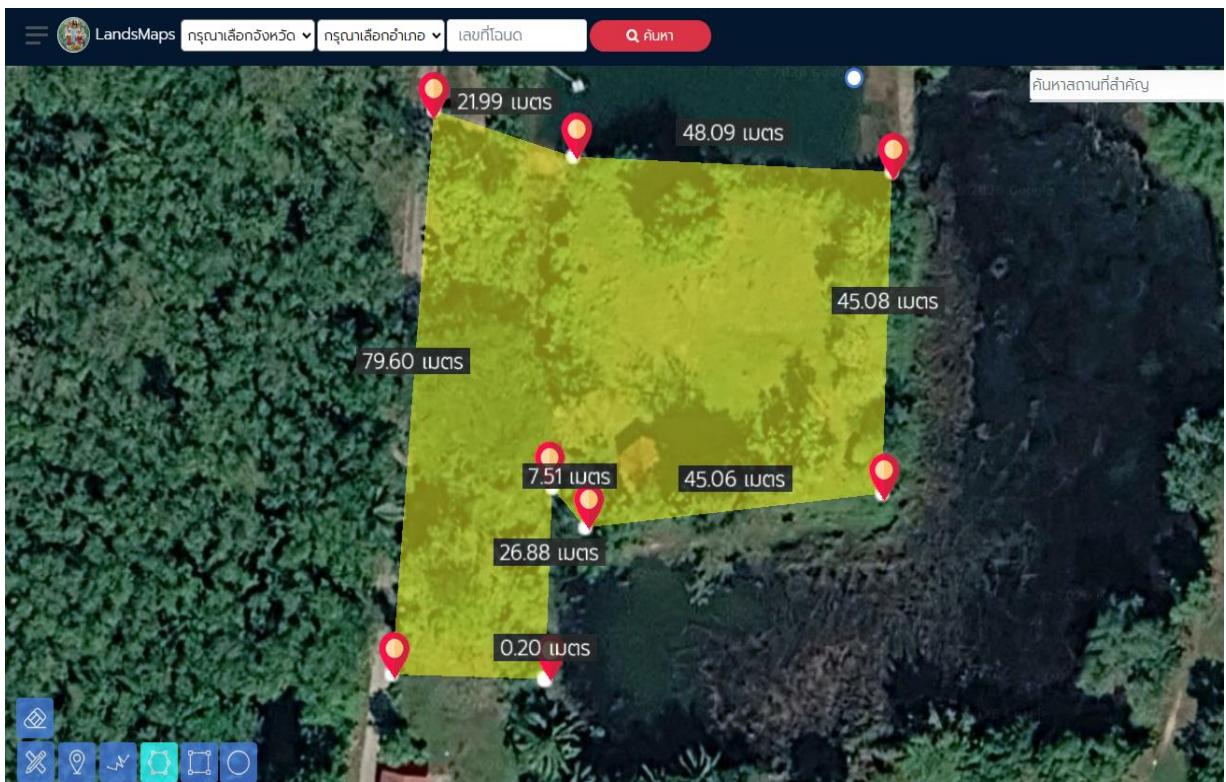 LandsMaps กรุณาเลือกจังหวัด กรุณาเลือกอำเภอ เลขที่โฉนด ค้นหา
ค้นหาสถานที่สำคัญ
21.99 เมตร
48.09 เมตร
45.08 เมตร
79.60 เมตร
7.51 เมตร
45.06 เมตร
26.88 เมตร
0.20 เมตร